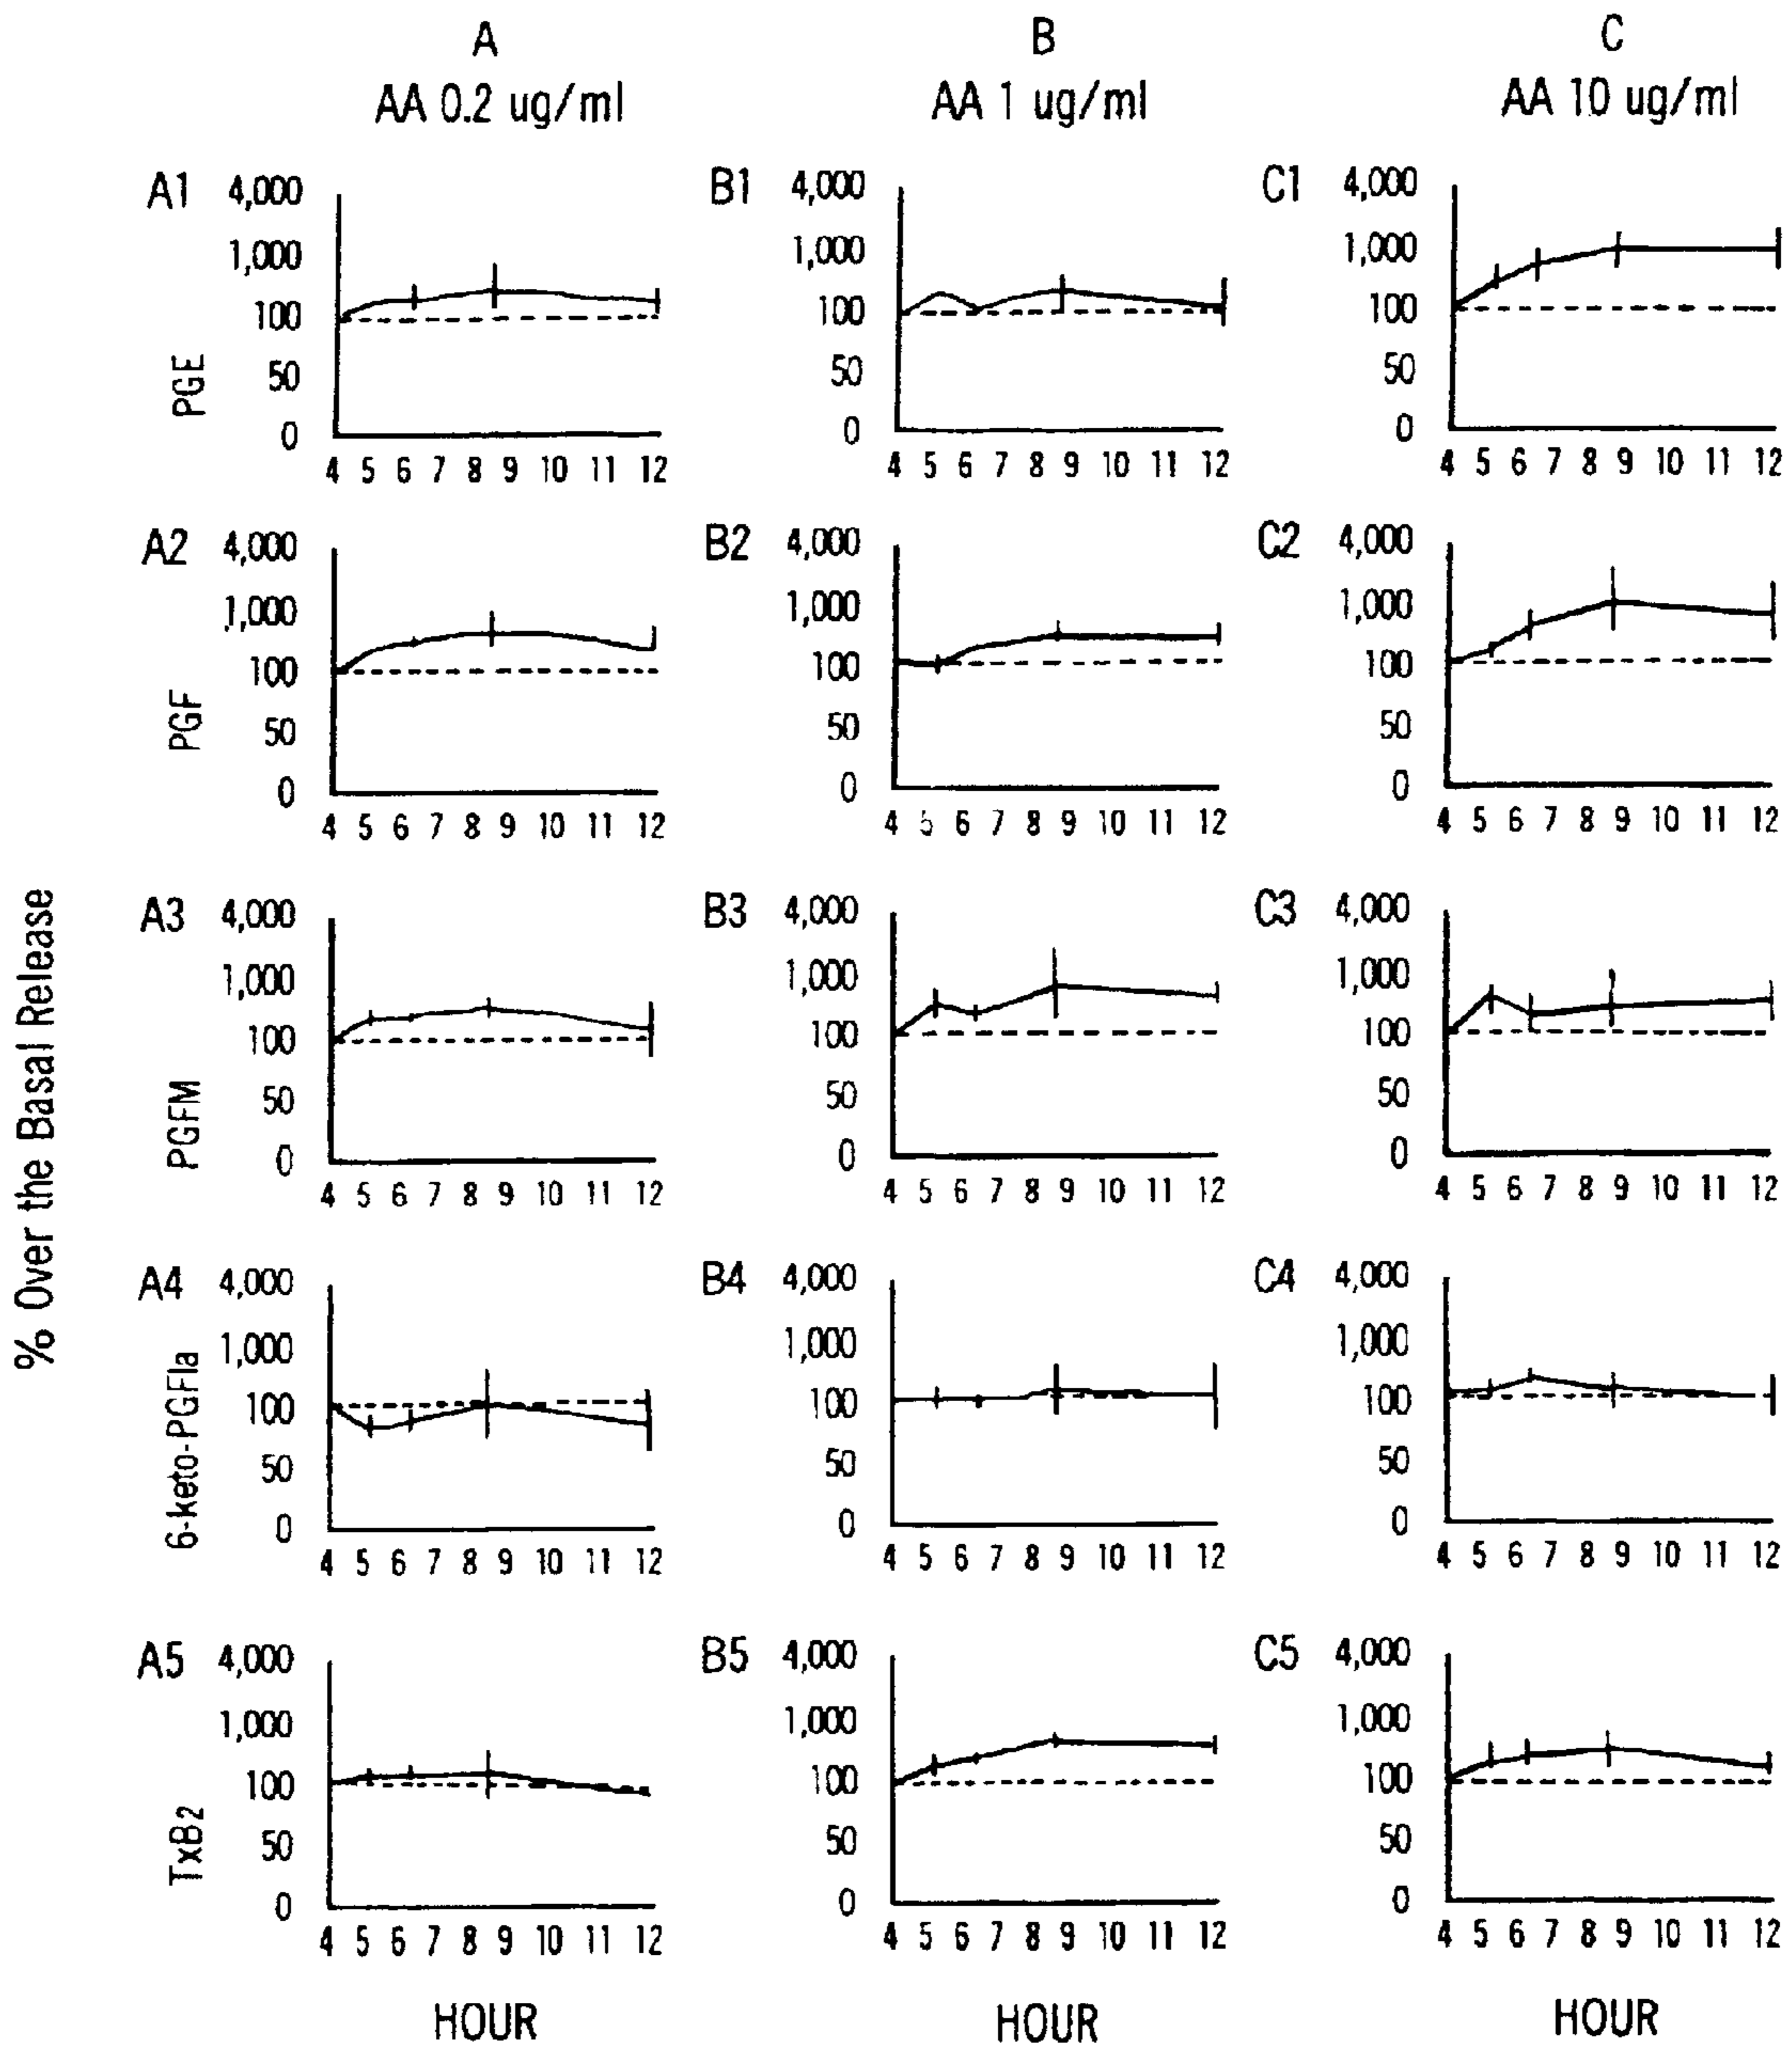 A B C
AA 0.2 ug/ml AA 1 ug/ml AA 10 ug/ml
A1 4,000 1,000 100 50 0
PGE
4 5 6 7 8 9 10 11 12
B1 4,000 1,000 100 50 0
4 5 6 7 8 9 10 11 12
C1 4,000 1,000 100 50 0
4 5 6 7 8 9 10 11 12
A2 4,000 1,000 100 50 0
PGF
4 5 6 7 8 9 10 11 12
B2 4,000 1,000 100 50 0
4 5 6 7 8 9 10 11 12
C2 4,000 1,000 100 50 0
4 5 6 7 8 9 10 11 12
% Over the Basal Release
A3 4,000 1,000 100 50 0
PGFM
4 5 6 7 8 9 10 11 12
B3 4,000 1,000 100 50 0
4 5 6 7 8 9 10 11 12
C3 4,000 1,000 100 50 0
4 5 6 7 8 9 10 11 12
A4 4,000 1,000 100 50 0
6-keto-PGFIa
4 5 6 7 8 9 10 11 12
B4 4,000 1,000 100 50 0
4 5 6 7 8 9 10 11 12
C4 4,000 1,000 100 50 0
4 5 6 7 8 9 10 11 12
A5 4,000 1,000 100 50 0
TxB2
4 5 6 7 8 9 10 11 12
B5 4,000 1,000 100 50 0
4 5 6 7 8 9 10 11 12
C5 4,000 1,000 100 50 0
4 5 6 7 8 9 10 11 12
HOUR HOUR HOUR